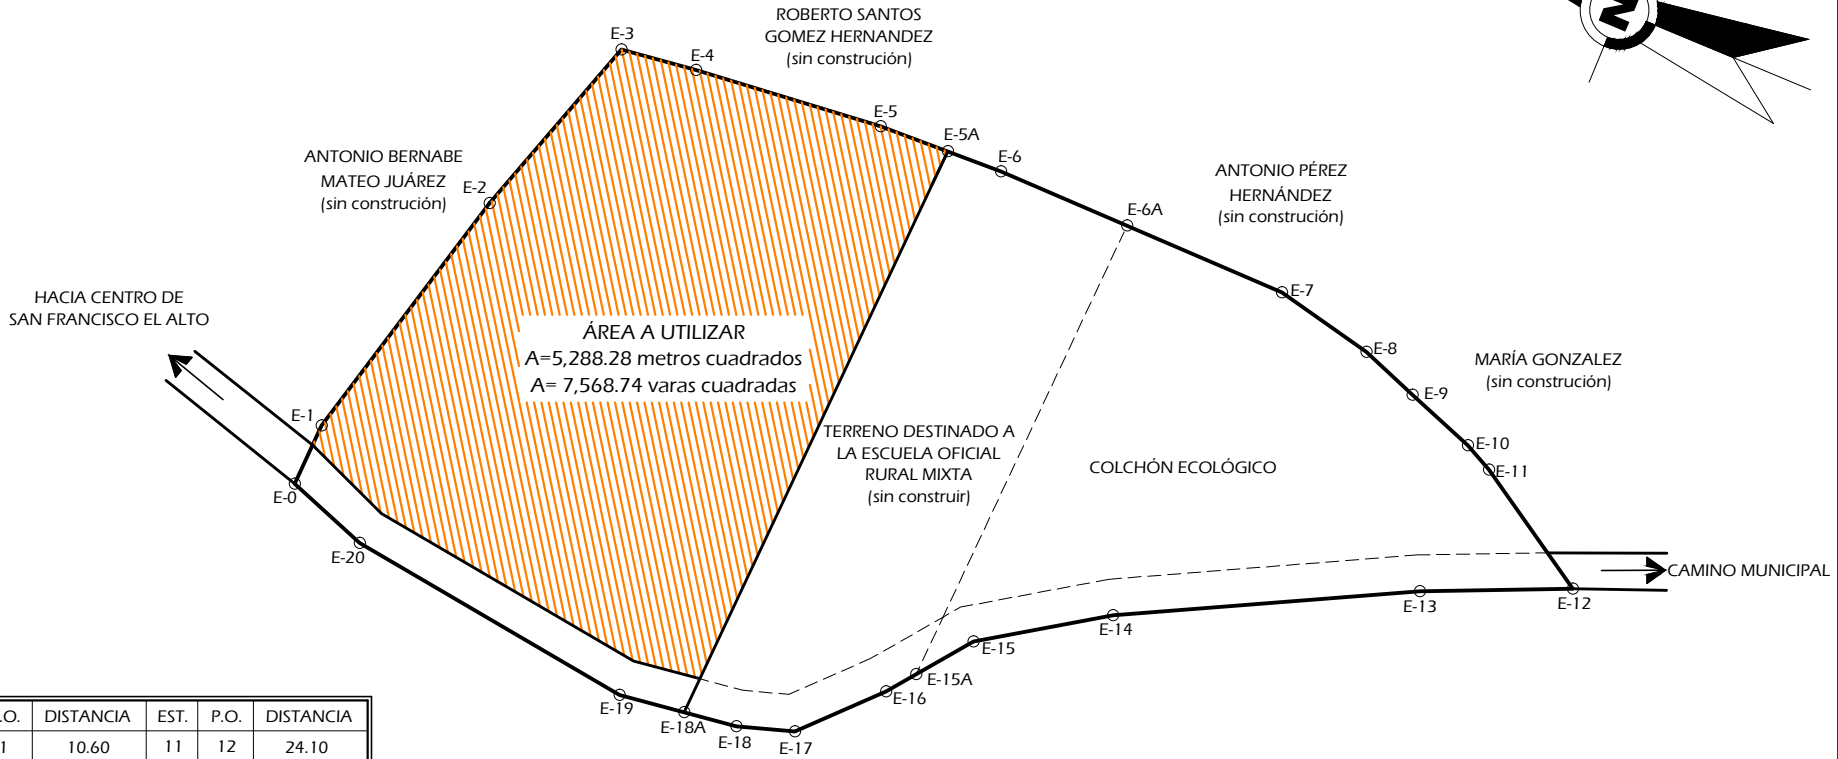 ROBERTO SANTOS
GOMEZ HERNANDEZ
(sin construción)
N
E-3
E-4
E-5
E-5A
E-6
ANTONIO BERNABE
MATEO JUÁREZ
(sin construción)
E-2
ANTONIO PÉREZ
HERNÁNDEZ
(sin construción)
E-6A
HACIA CENTRO DE
SAN FRANCISCO EL ALTO
E-7
ÁREA A UTILIZAR
A=5,288.28 metros cuadrados
A= 7,568.74 varas cuadradas
E-8
MARÍA GONZALEZ
(sin construción)
E-9
E-1
TERRENO DESTINADO A
LA ESCUELA OFICIAL
RURAL MIXTA
(sin construir)
COLCHÓN ECOLÓGICO
E-10
E-11
E-0
E-20
CAMINO MUNICIPAL
E-12
E-13
E-14
E-15
E-15A
E-16
E-19
E-18A
E-18
E-17
.O. DISTANCIA EST. P.O. DISTANCIA
1 10.60 11 12 24.10